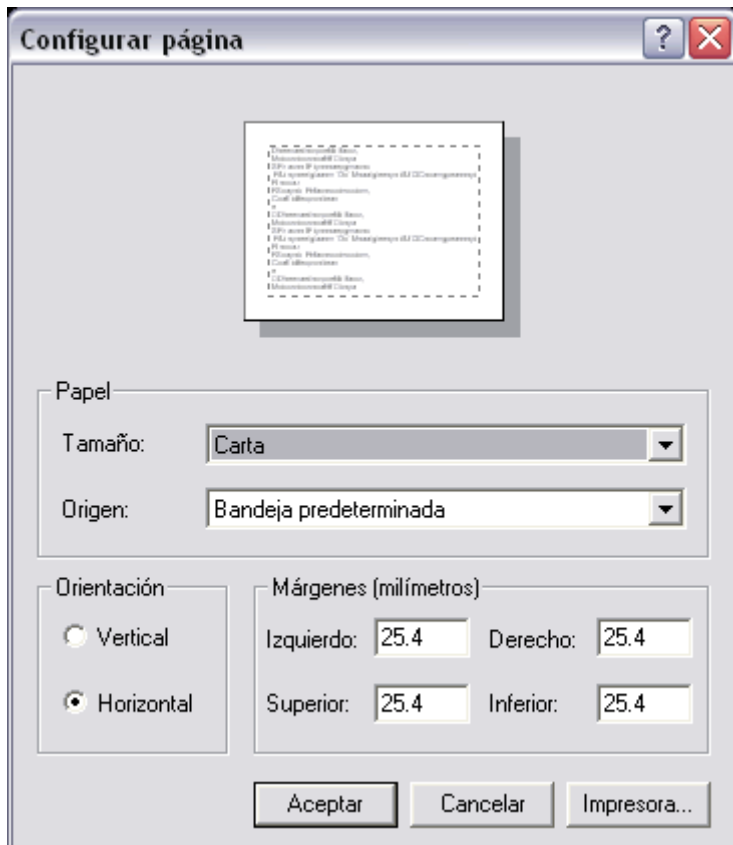 Configurar página
Papel
Tamaño: Carta
Origen: Bandeja predeterminada
Orientación
Vertical
Horizontal
Márgenes (milímetros)
Izquierdo: 25.4 Derecho: 25.4
Superior: 25.4 Inferior: 25.4
Aceptar Cancelar Impresora...